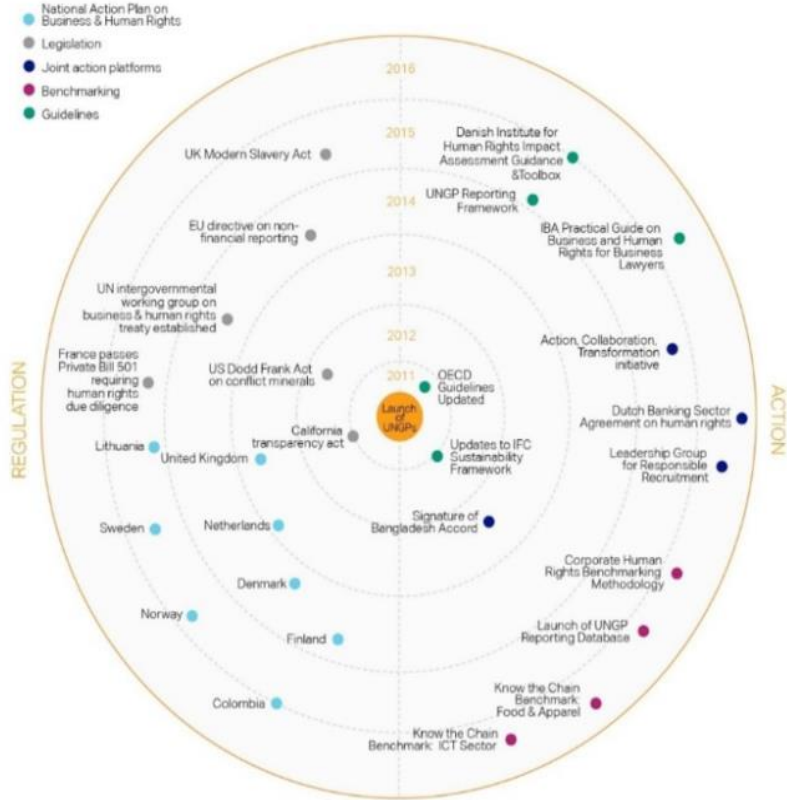 National Action Plan on
Business & Human Rights
Legislation
Joint action platforms
Benchmarking
Guidelines
2016
2015
2014
2013
2012
2011
Launch
of
UNGPs
REGULATION
ACTION
UK Modern Slavery Act
EU directive on non-
financial reporting
UN intergovernmental
working group on
business & human rights
treaty established
France passes
Private Bill 501
requiring
human rights
due diligence
US Dodd Frank Act
on conflict minerals
California
transparency act
Lithuania
United Kingdom
Sweden
Netherlands
Denmark
Norway
Finland
Colombia
Danish Institute for
Human Rights Impact
Assessment Guidance
&Toolbox
UNGP Reporting
Framework
IBA Practical Guide on
Business and Human
Rights for Business
Lawyers
Action, Collaboration,
Transformation
initiative
OECD
Guidelines
Updated
Dutch Banking Sector
Agreement on human rights
Leadership Group
for Responsible
Recruitment
Updates to IFC
Sustainability
Framework
Signature of
Bangladesh Accord
Corporate Human
Rights Benchmarking
Methodology
Launch of UNGP
Reporting Database
Know the Chain
Benchmark:
Food & Apparel
Know the Chain
Benchmark: ICT Sector